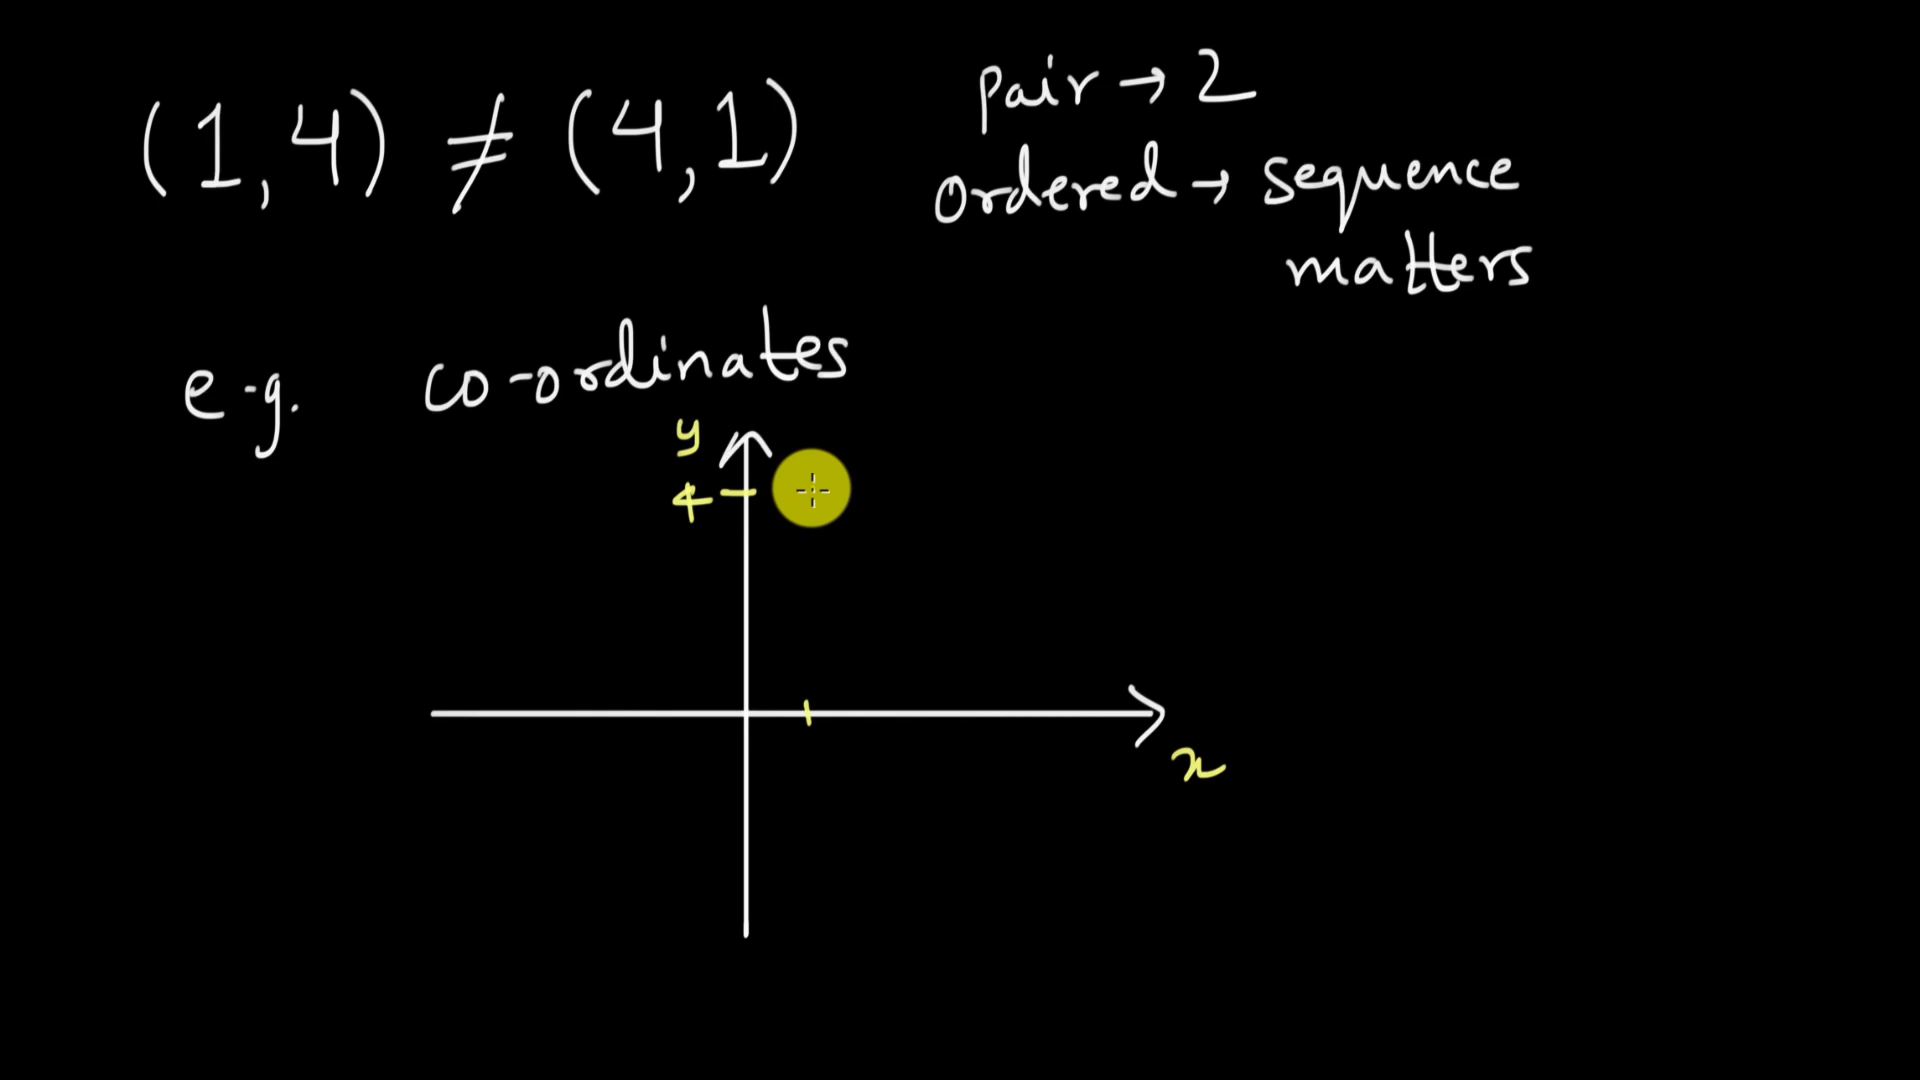 (1,4) ≠ (4,1)
pair → 2
ordered → sequence
matters
e.g. co-ordinates
y
4
x